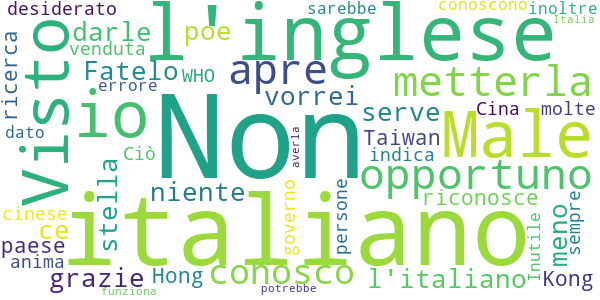 desiderato
l'inglese
sarebbe
conoscono
inoltre
Italia
darle
poe
venduta
Visto
ricerca
Fatelo
WHO
apre
metterla
errore
io
Non
vorrei
serve
Cina
molte
Male
dato
Taiwan
Ciò
averla
indica
opportuno
stella
niente
persone
riconosce
cinese
ce
italiano
governo
Inutile
meno
sempre
paese
anima
grazie
Hong
conosco
l'italiano
Kong
funziona
potrebbe